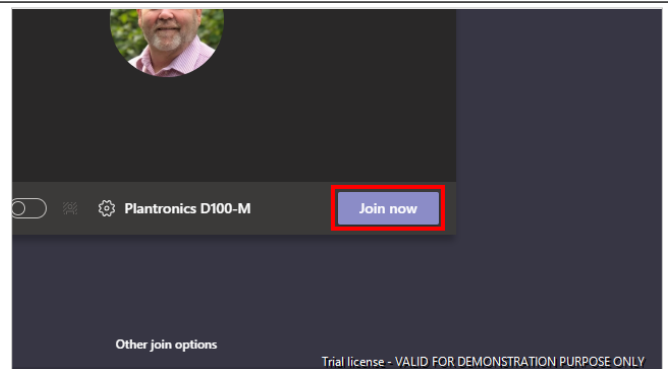 Plantronics D100-M
Join now
Other join options
Trial license - VALID FOR DEMONSTRATION PURPOSE ONLY